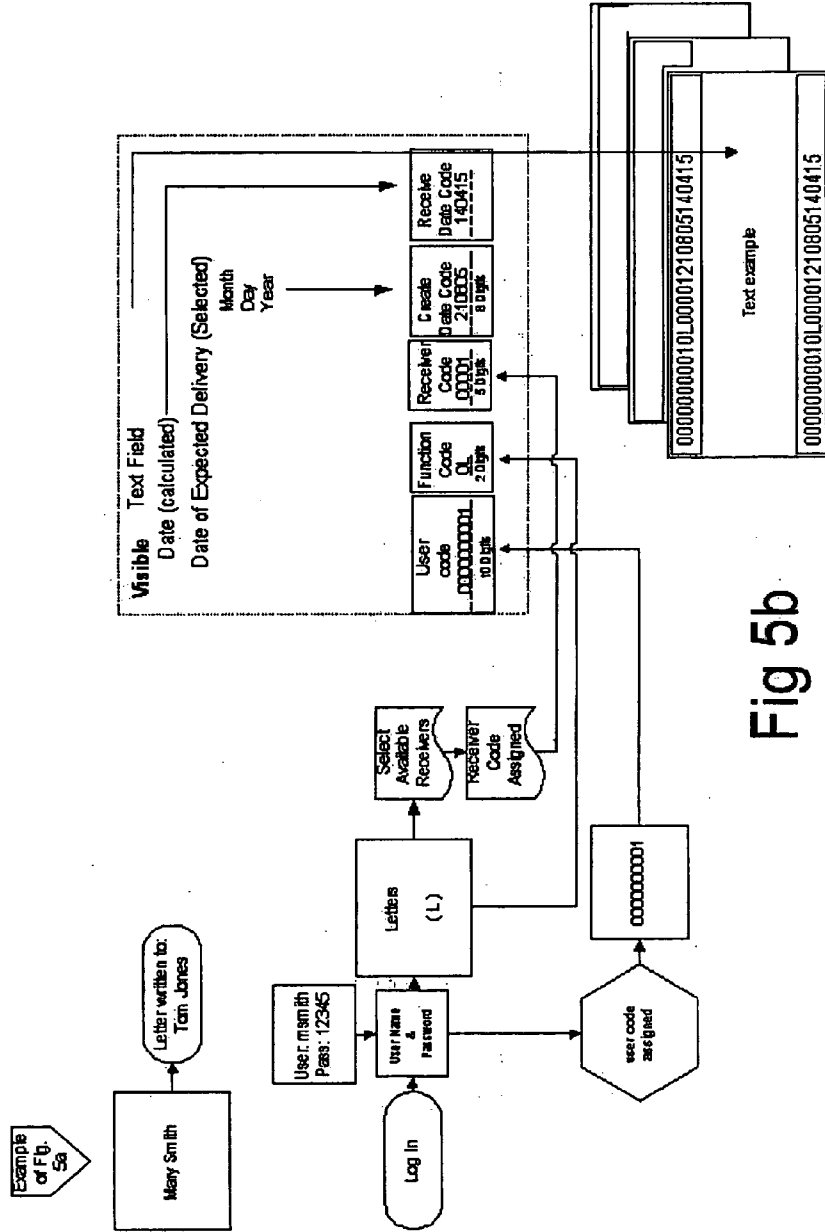 Example
of Fig.
5a
Mary Smith
Letter written to:
Tom Jones
Log In
User: msmith
Pass: 12345
User Name
&
Password
Letters
(L)
Select
Available
Receivers
Receiver
Code
Assigned
user code
assigned
0000000001
Visible Text Field
Date (calculated)
Date of Expected Delivery (Selected)
Month
Day
Year
User
code
0000000001
10 Digits
Function
Code
0L
2 Digits
Receiver
Code
00001
5 Digits
Create
Date Code
210805
8 Digits
Receive
Date Code
140415
00000000010L00001210805140415
Text example
00000000010L00001210805140415
Fig 5b